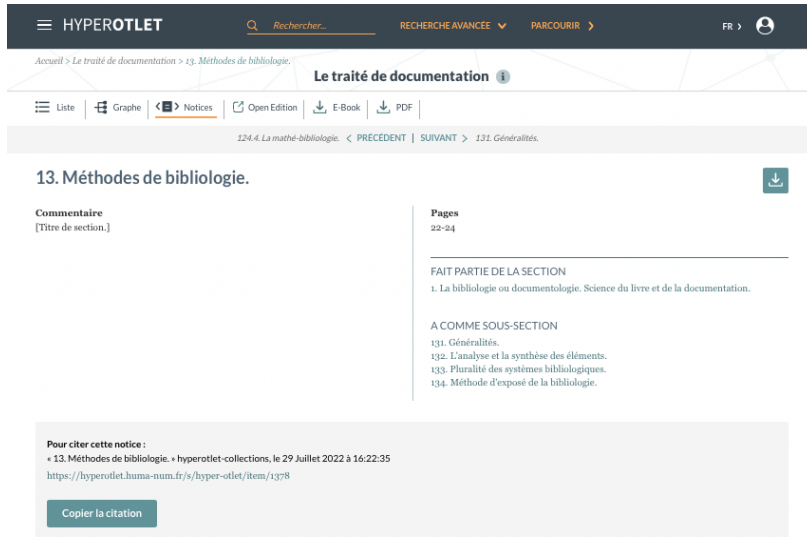 HYPEROTLET
Rechercher...
RECHERCHE AVANCÉE
PARCOURIR
FR
Accueil > Le traité de documentation > 13. Méthodes de bibliologie.
Le traité de documentation i
Liste
Graphe
Notices
Open Edition
E-Book
PDF
124.4. La mathé-bibliologie. < PRÉCÉDENT | SUIVANT > 131. Généralités.
13. Méthodes de bibliologie.
Commentaire
[Titre de section.]
Pages
22-24
FAIT PARTIE DE LA SECTION
1. La bibliologie ou documentologie. Science du livre et de la documentation.
A COMME SOUS-SECTION
131. Généralités.
132. L'analyse et la synthèse des éléments.
133. Pluralité des systèmes bibliologiques.
134. Méthode d'exposé de la bibliologie.
Pour citer cette notice :
« 13. Méthodes de bibliologie. » hyperotlet-collections, le 29 Juillet 2022 à 16:22:35
https://hyperotlet.huma-num.fr/s/hyper-otlet/item/1378
Copier la citation